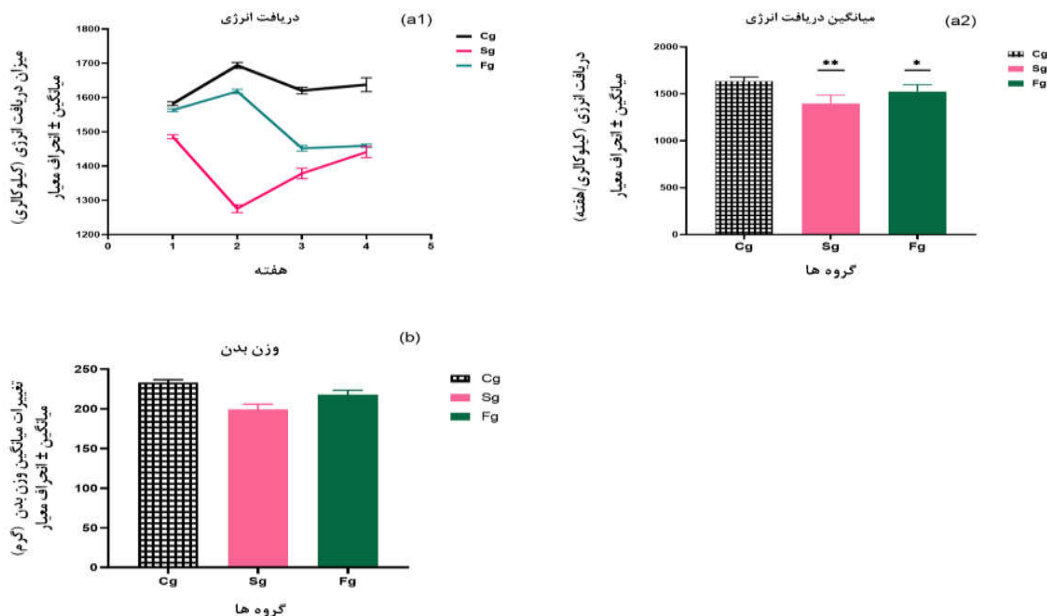 دریافت انرژی
(a1)
میزان دریافت انرژی (کیلوکالری)
میانگین ± انحراف معیار
1800
1700
1600
1500
1400
1300
1200
0
1
2
3
4
5
هفته
Cg
Sg
Fg
میانگین دریافت انرژی
(a2)
دریافت انرژی (کیلوکالری/هفته)
میانگین ± انحراف معیار
2000
1500
1000
500
0
**
*
Cg
Sg
Fg
گروه ها
Cg
Sg
Fg
وزن بدن
(b)
تغییرات میانگین وزن بدن (گرم)
میانگین ± انحراف معیار
250
200
150
100
50
0
Cg
Sg
Fg
گروه ها
Cg
Sg
Fg